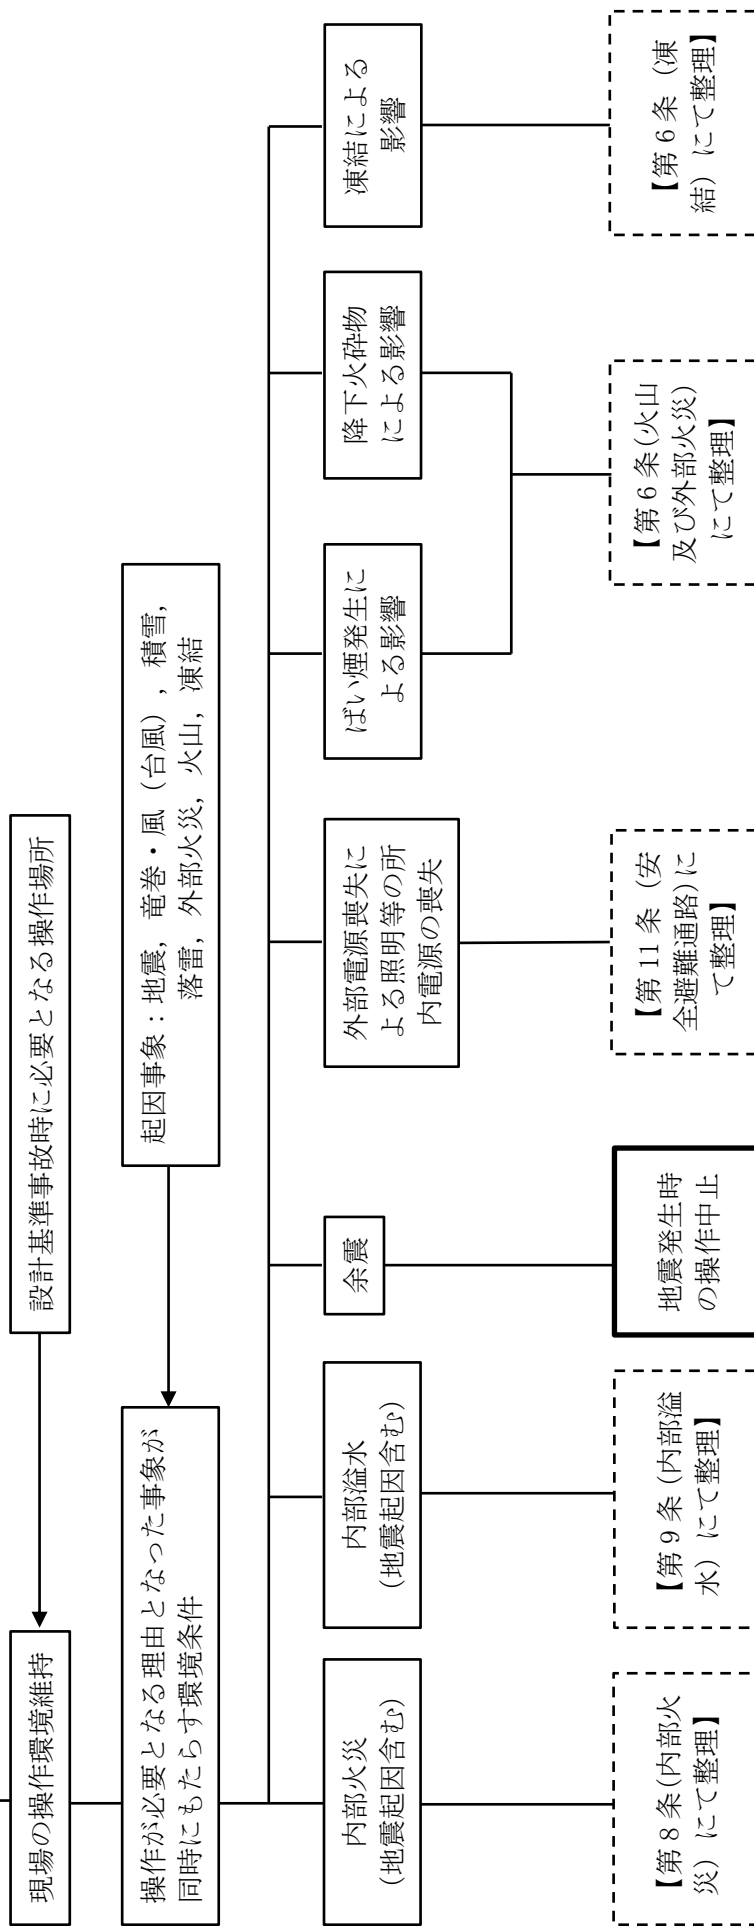 現場の操作環境維持
設計基準事故時に必要となる操作場所
操作が必要となる理由となった事象が
同時にもたらす環境条件
起因事象：地震，竜巻・風（台風），積雪，
落雷，外部火災，火山，凍結
内部火災
(地震起因含む)
内部溢水
(地震起因含む)
余震
外部電源喪失に
よる照明等の所
内電源の喪失
ばい煙発生に
よる影響
降下火砕物
による影響
凍結による
影響
【第8条(内部火
災）にて整理】
【第9条(内部溢
水）にて整理】
地震発生時
の操作中止
【第11条（安
全避難通路)に
て整理】
【第6条(火山
及び外部火災)
にて整理】
【第6条（凍
結）にて整理】